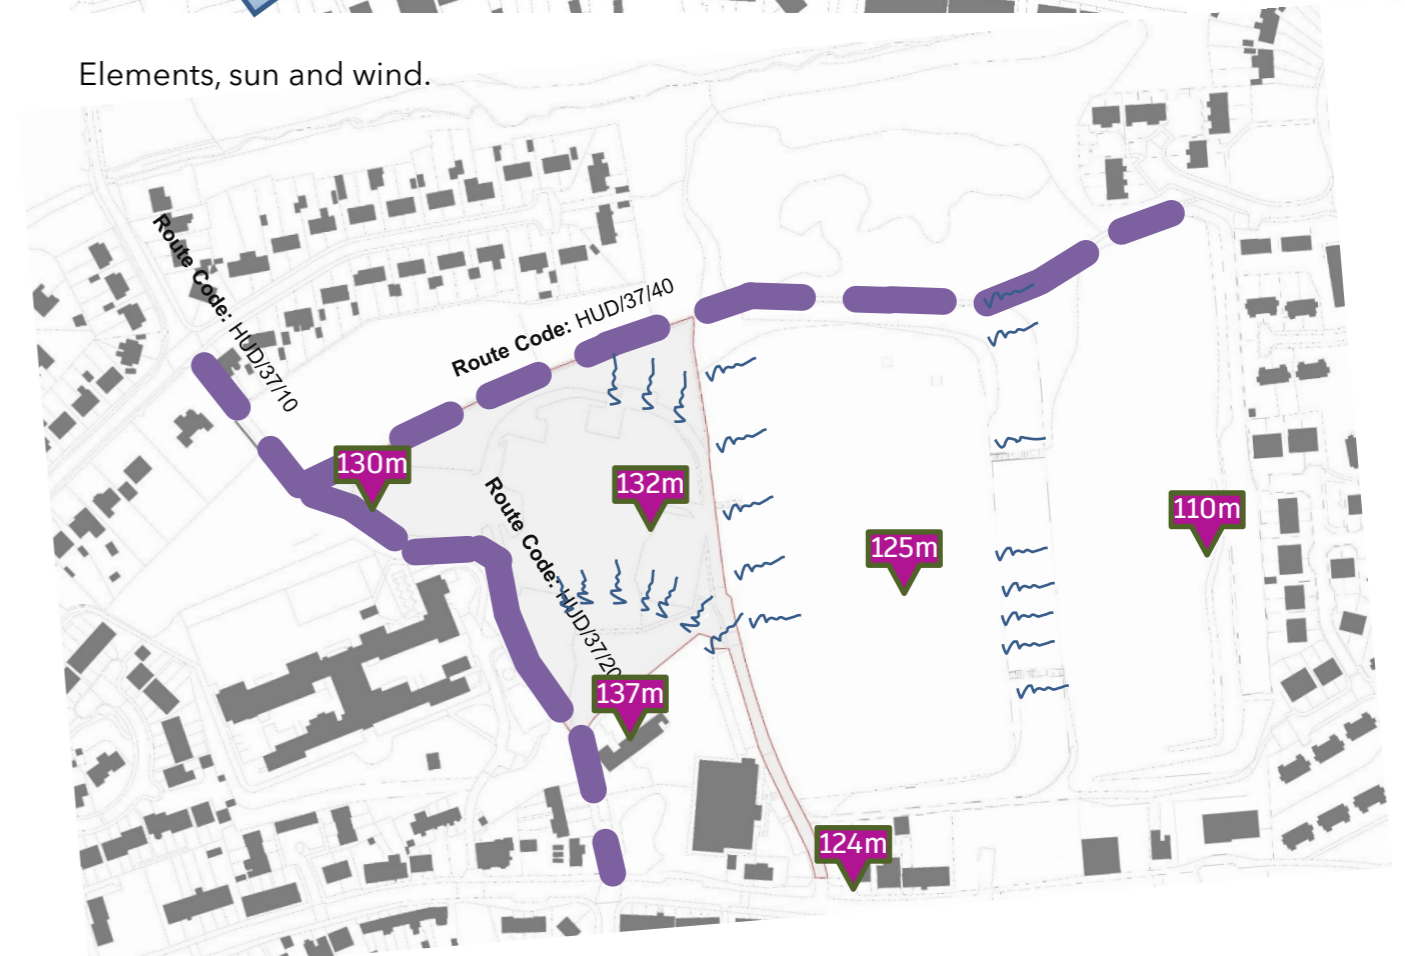 Elements, sun and wind.
Route Code: HUD/37/10
Route Code: HUD/37/40
130m
132m
Route Code: HUD/37/20
110m
125m
137m
124m